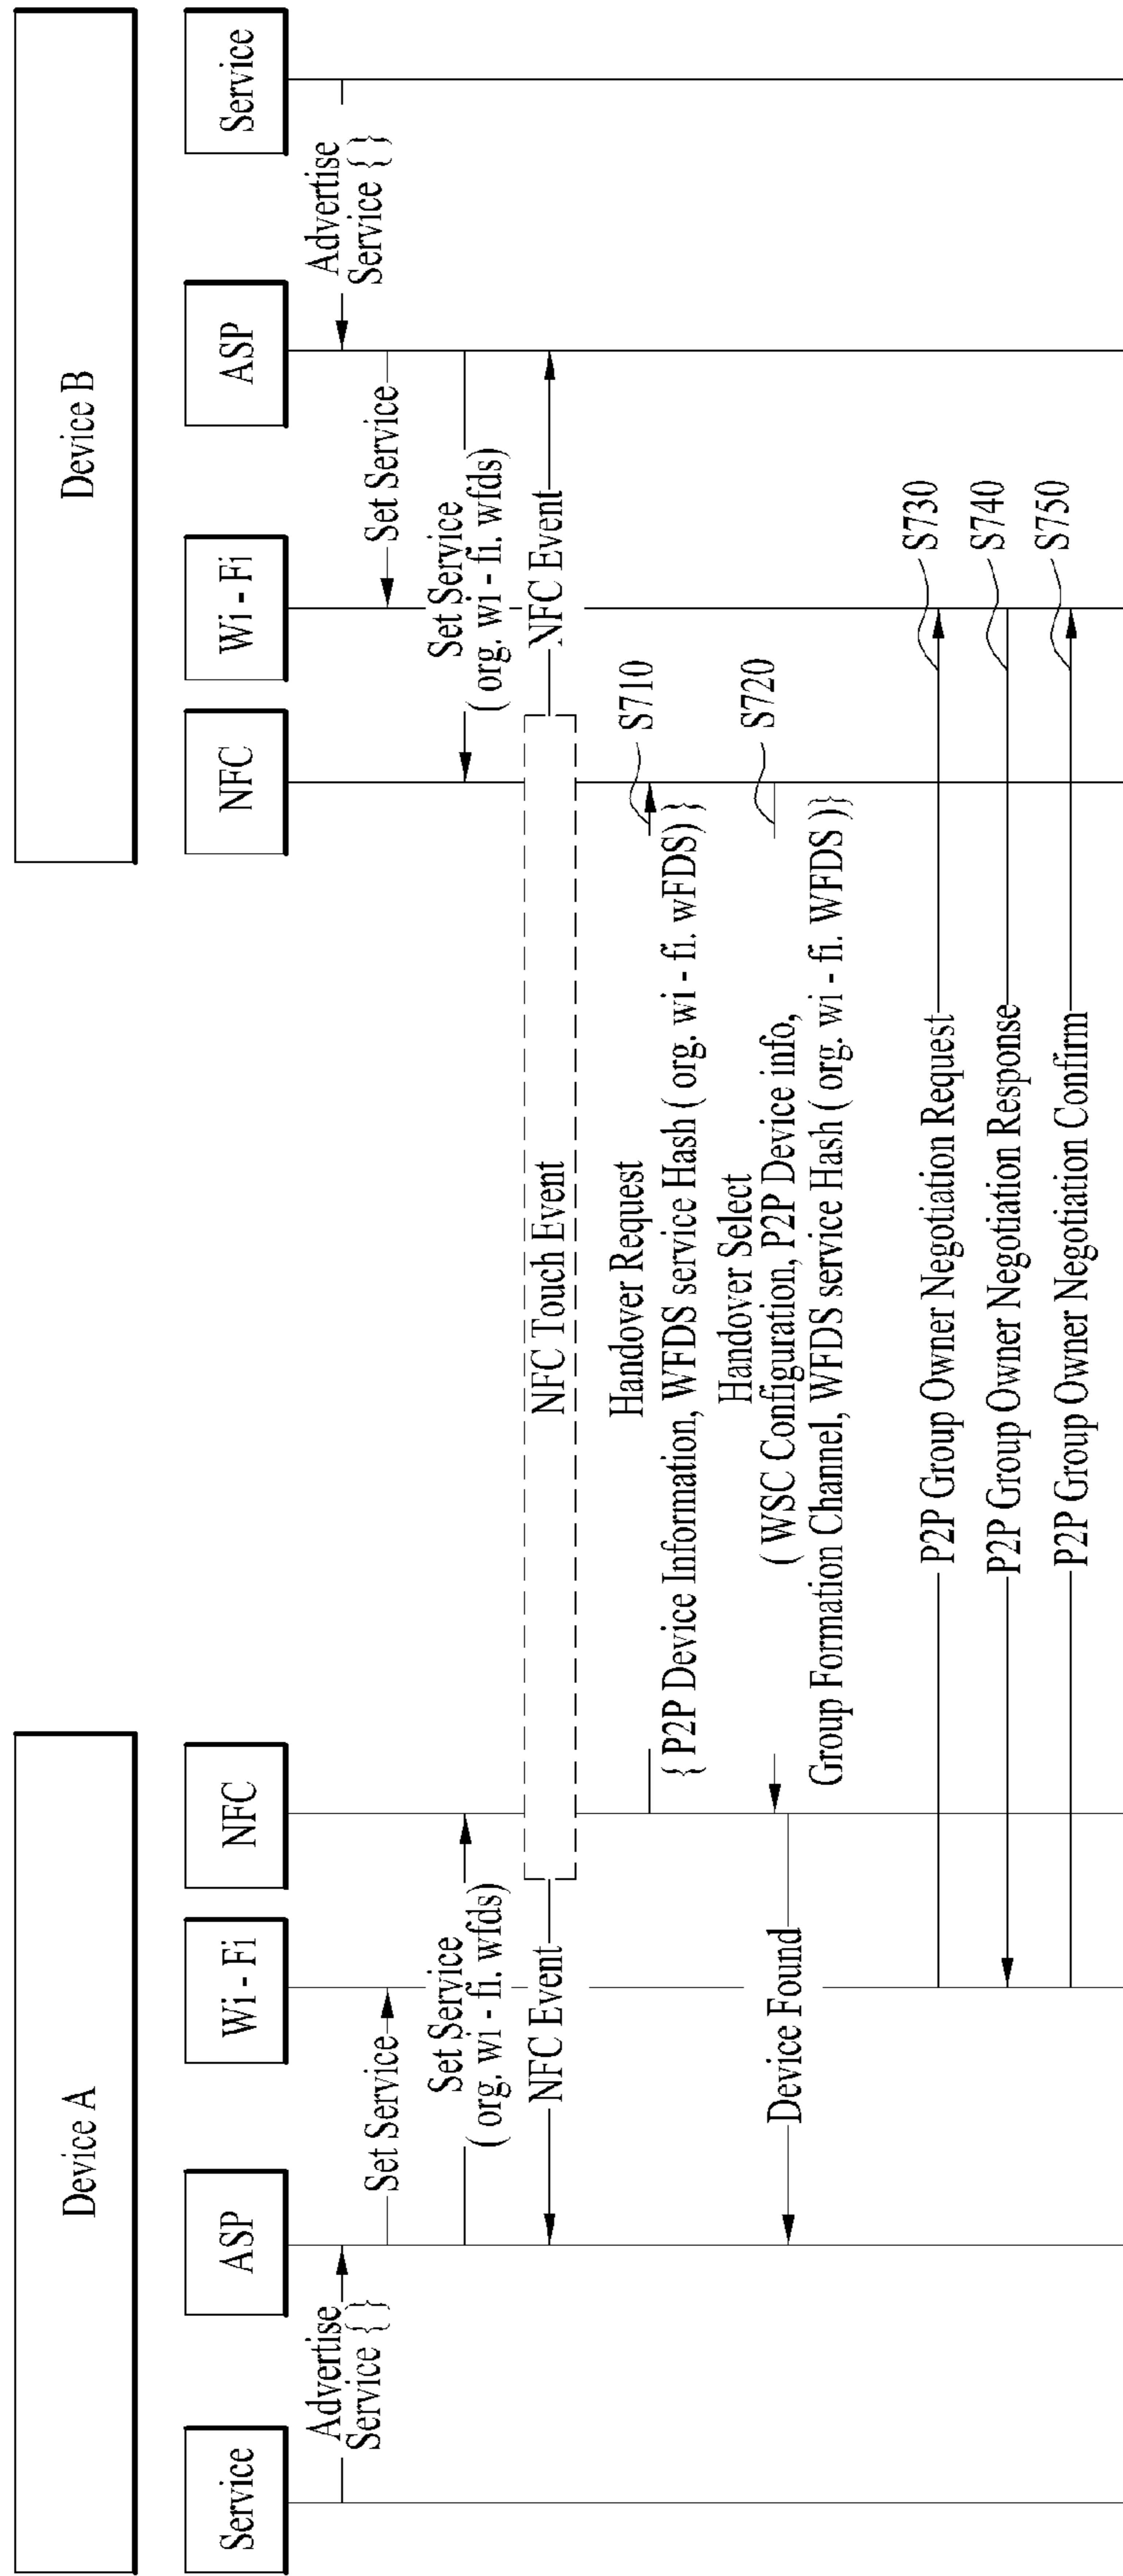 Device A
Device B
Service
ASP
Wi - Fi
NFC
NFC
Wi - Fi
ASP
Service
Advertise
Service { }
Advertise
Service { }
Set Service
Set Service
Set Service
( org. wi - fi. wfds)
Set Service
( org. wi - fi. wfds)
NFC Event
NFC Touch Event
NFC Event
Handover Request
{ P2P Device Information, WFDS service Hash ( org. wi - fi. wFDS) }
S710
Handover Select
( WSC Configuration, P2P Device info,
Group Formation Channel, WFDS service Hash ( org. wi - fi. WFDS )}
S720
Device Found
P2P Group Owner Negotiation Request
S730
P2P Group Owner Negotiation Response
S740
P2P Group Owner Negotiation Confirm
S750